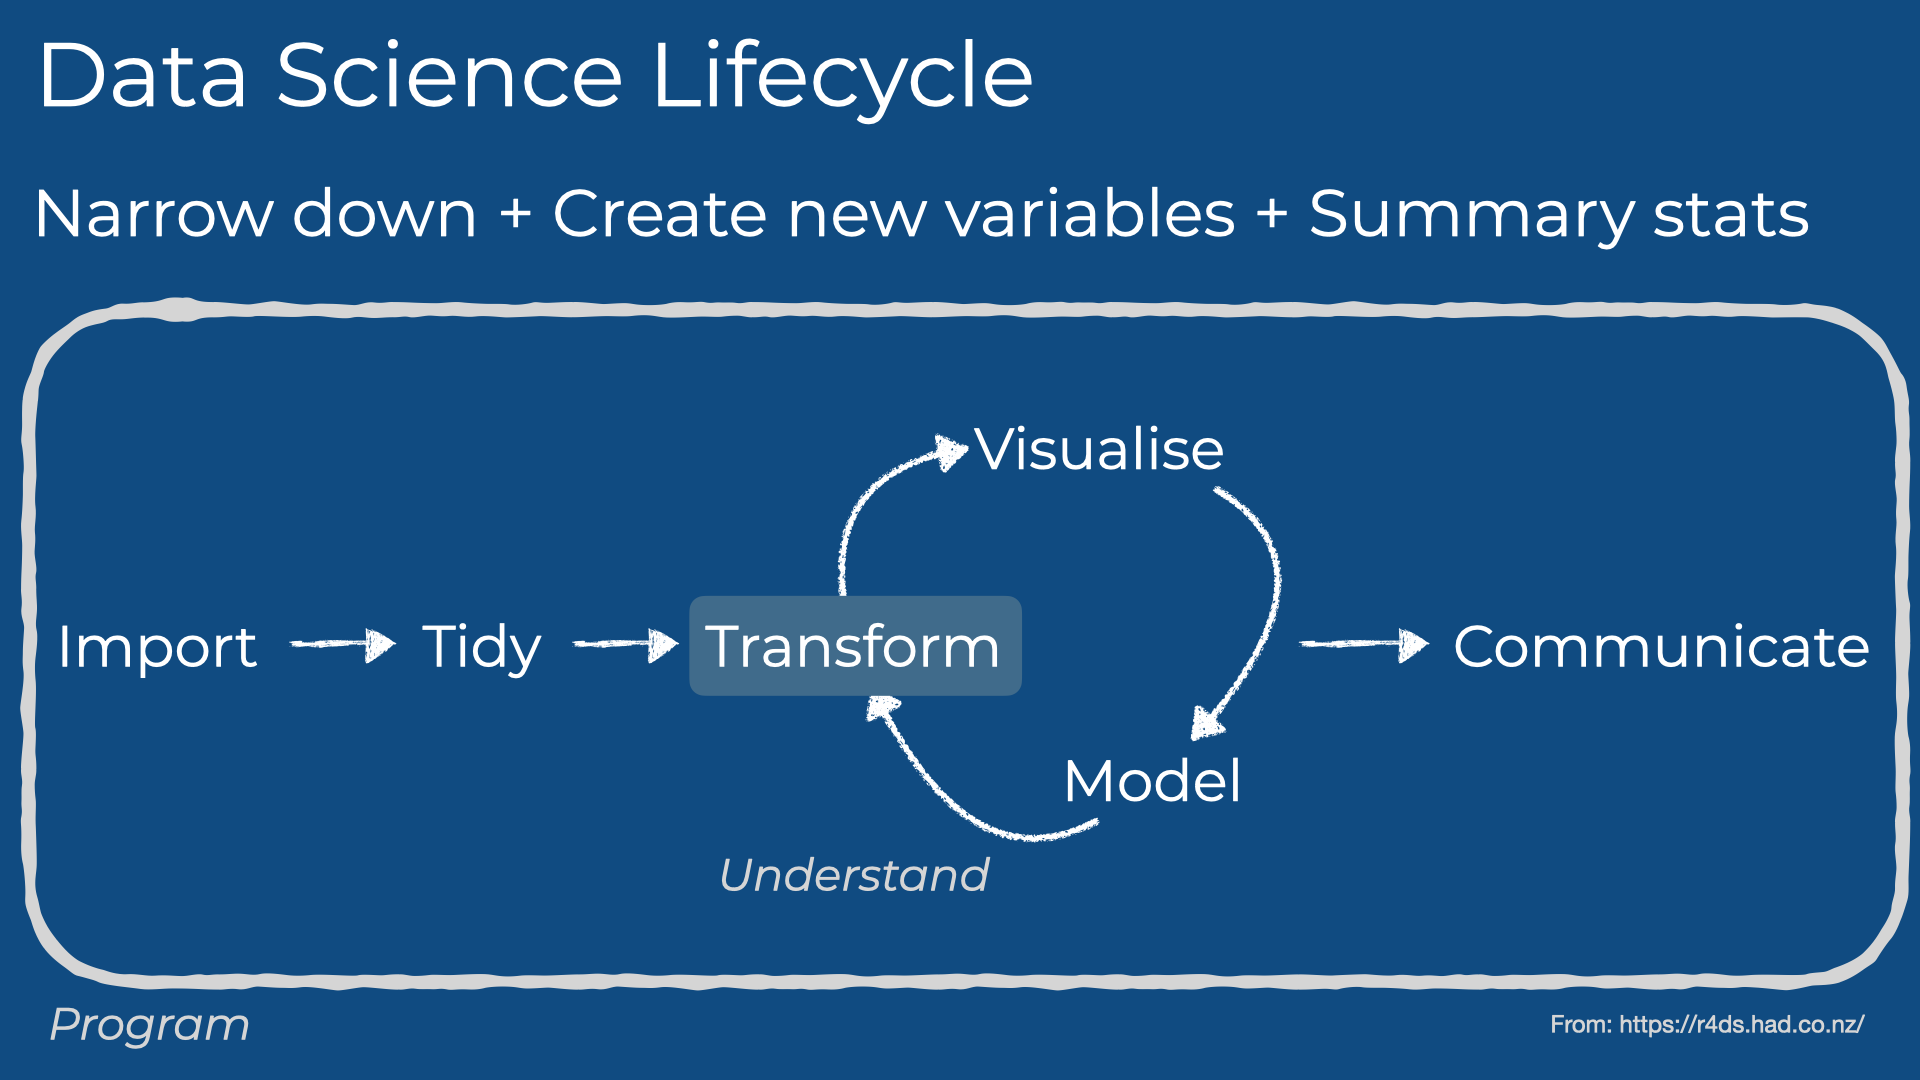 Data Science Lifecycle
Narrow down + Create new variables + Summary stats
Visualise
Import
Tidy
Transform
Communicate
Model
Understand
Program
From: https://r4ds.had.co.nz/